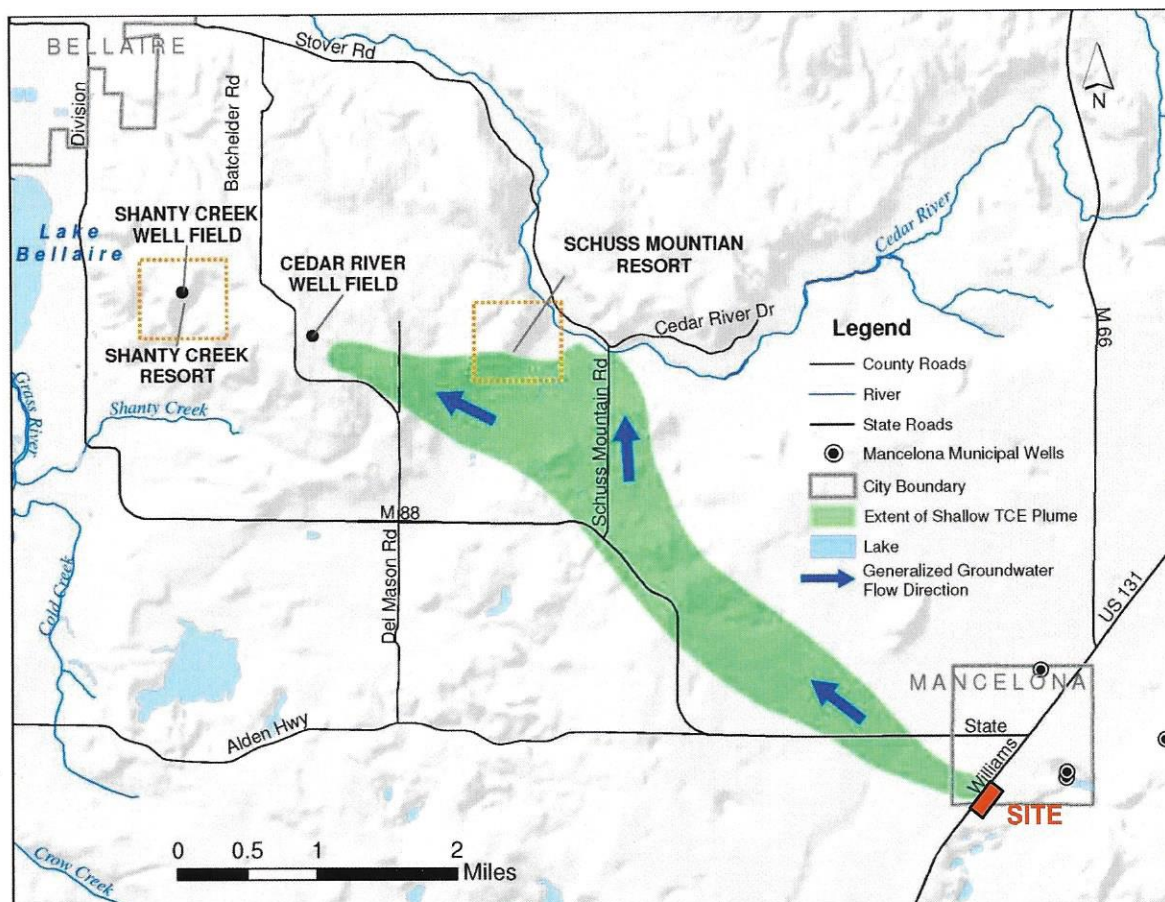 BELLAIRE
Stover Rd
Division
Batchelder Rd
N
SHANTY CREEK
WELL FIELD
Lake
Bellaire
CEDAR RIVER
WELL FIELD
SCHUSS MOUNTIAN
RESORT
Cedar River
M 66
SHANTY CREEK
RESORT
Cedar River Dr
Grass River
Shanty Creek
Schuss Mountain Rd
Legend
County Roads
River
State Roads
Mancelona Municipal Wells
City Boundary
Extent of Shallow TCE Plume
Lake
Generalized Groundwater
Flow Direction
M 88
Del Mason Rd
Cold Creek
US 131
MANCELONA
Alden Hwy
State
Williams
SITE
0 0.5 1 2
Miles
Crow Creek